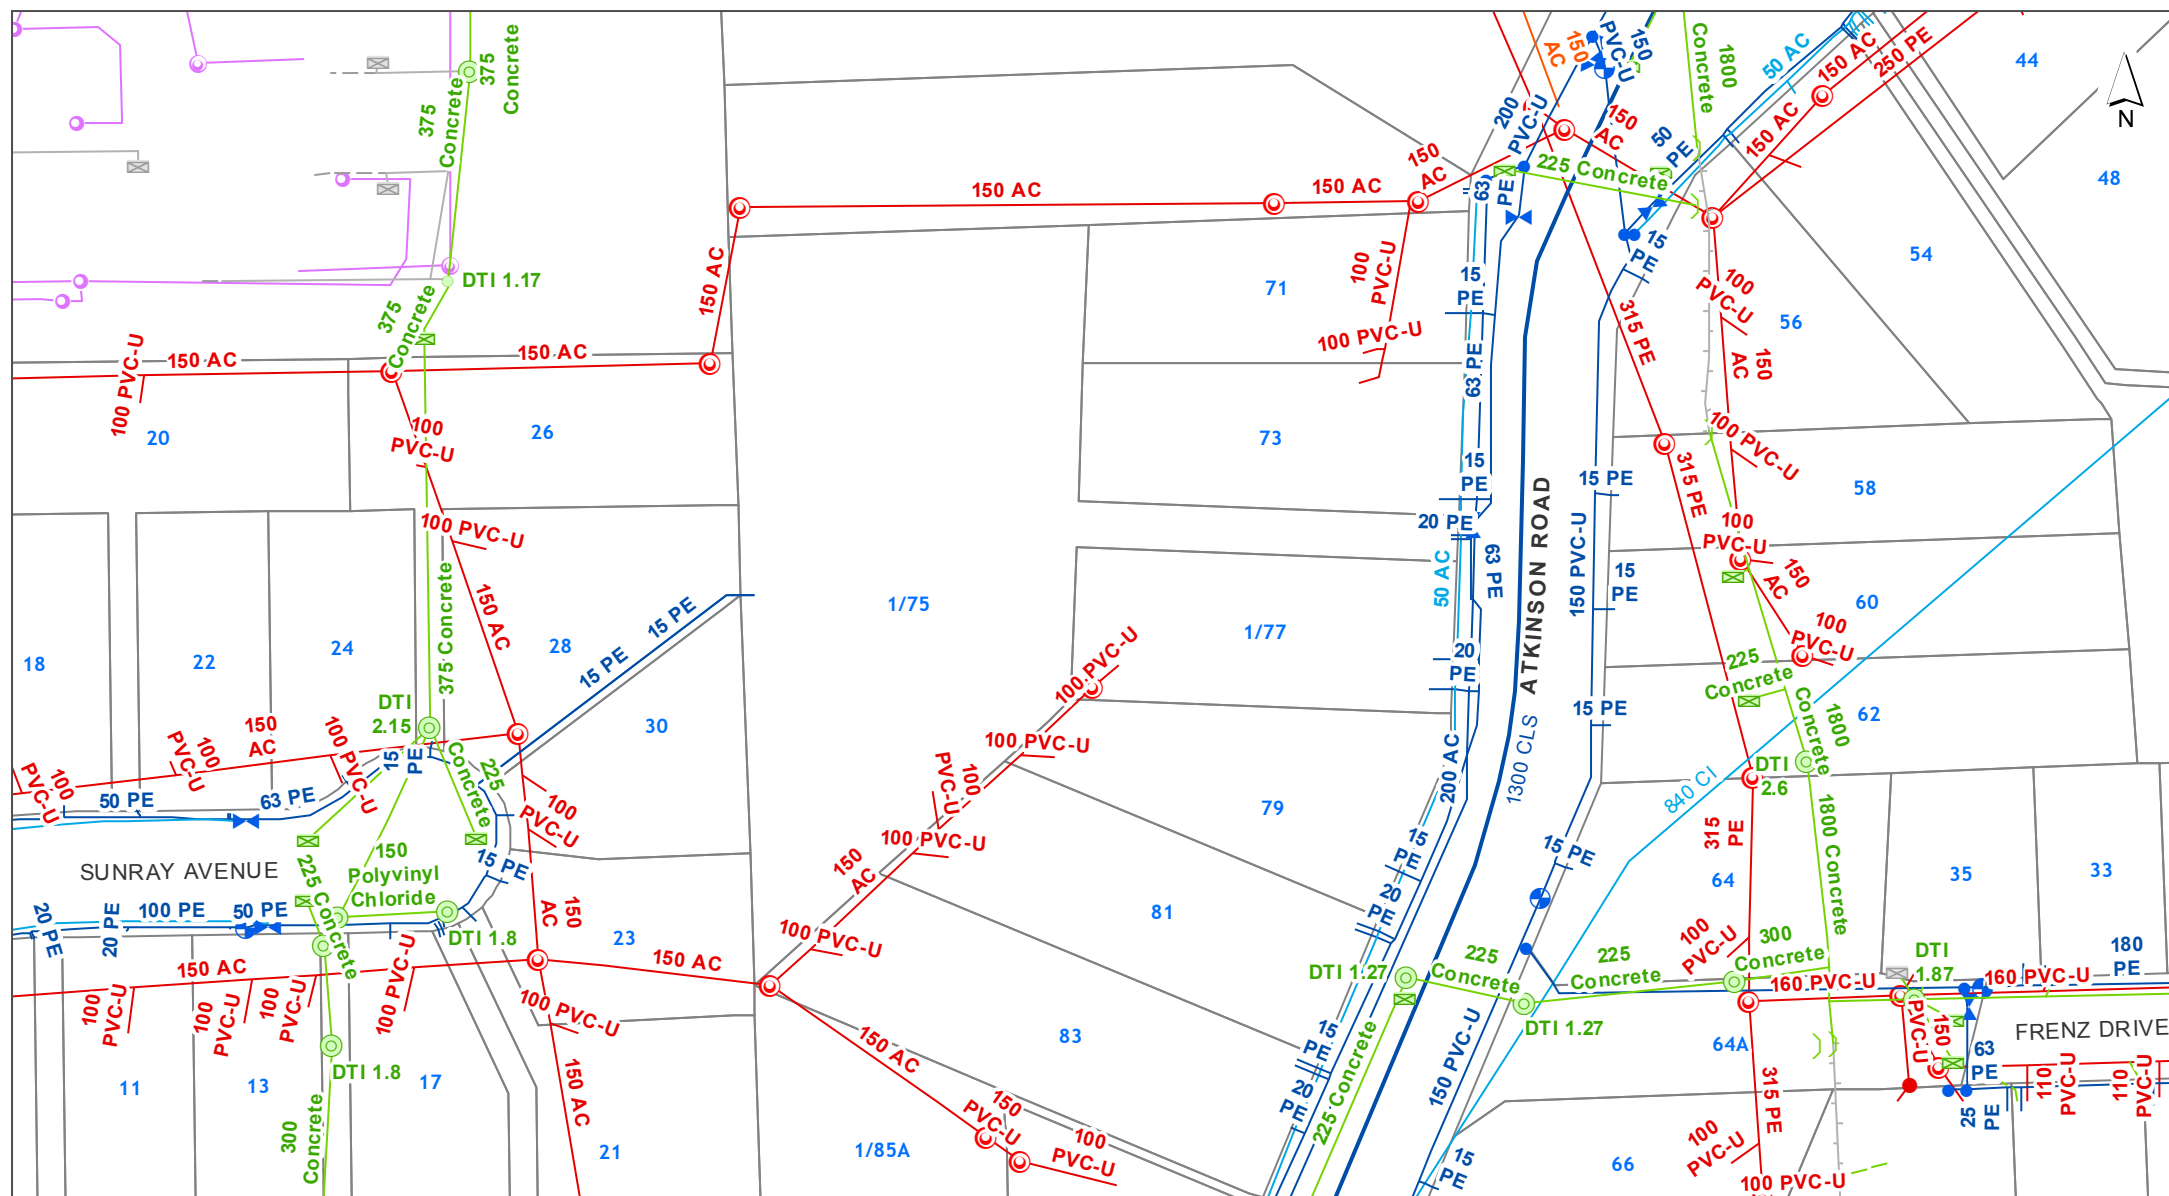 375
Concrete
375
Concrete
150
AC
PVC-U
150
1800
Concrete
50 AC
150 AC
250 PE
44
N
200
PVC-U
150
AC
50
PE
150 AC
48
225 Concrete
150
AC
150 AC
150 AC
63
PE
15
PE
54
DTI 1.17
375
Concrete
150 AC
71
100
PVC-U
15
PE
100
PVC-U
56
315 PE
100 PVC-U
150 AC
150 AC
100 PVC-U
63 PE
150
AC
20
26
100
PVC-U
73
100 PVC-U
15
PE
15 PE
315 PE
58
100 PVC-U
20 PE
100
PVC-U
ATKINSON ROAD
150 PVC-U
63 PE
50 AC
15
PE
150
AC
60
375 Concrete
150 AC
15 PE
1/75
1/77
100
PVC-U
18
22
24
28
15 PE
100 PVC-U
20
PE
225
Concrete
DTI
2.15
30
15 PE
62
1800
Concrete
150
AC
100
PVC-U
100 PVC-U
15
PE
225
Concrete
100 PVC-U
1300 CLS
200 AC
840 CI
DTI
2.6
100
PVC-U
50 PE
63 PE
100
PVC-U
100
PVC-U
79
315
PE
1800 Concrete
SUNRAY AVENUE
150
Polyvinyl
Chloride
15 PE
100 PVC-U
150
AC
15
PE
15 PE
64
35
33
225 Concrete
20 PE
20 PE
100 PE
50 PE
150
AC
81
20
PE
100
PVC-U
DTI 1.8
23
100 PVC-U
300
Concrete
180
PE
150 AC
100 PVC-U
150 AC
DTI 1.27
225
Concrete
225
Concrete
DTI
1.87
160 PVC-U
160 PVC-U
100
PVC-U
100
PVC-U
100
PVC-U
100 PVC-U
DTI 1.27
PVC-U
150
FRENZ DRIVE
150 AC
83
15
PE
64A
63
PE
DTI 1.8
11
13
17
150 AC
225 Concrete
150 PVC-U
315 PE
110
PVC-U
110
PVC-U
20
PE
25
PE
300
Concrete
150
PVC-U
100
PVC-U
100
PVC-U
21
1/85A
15
PE
66
100 PVC-U